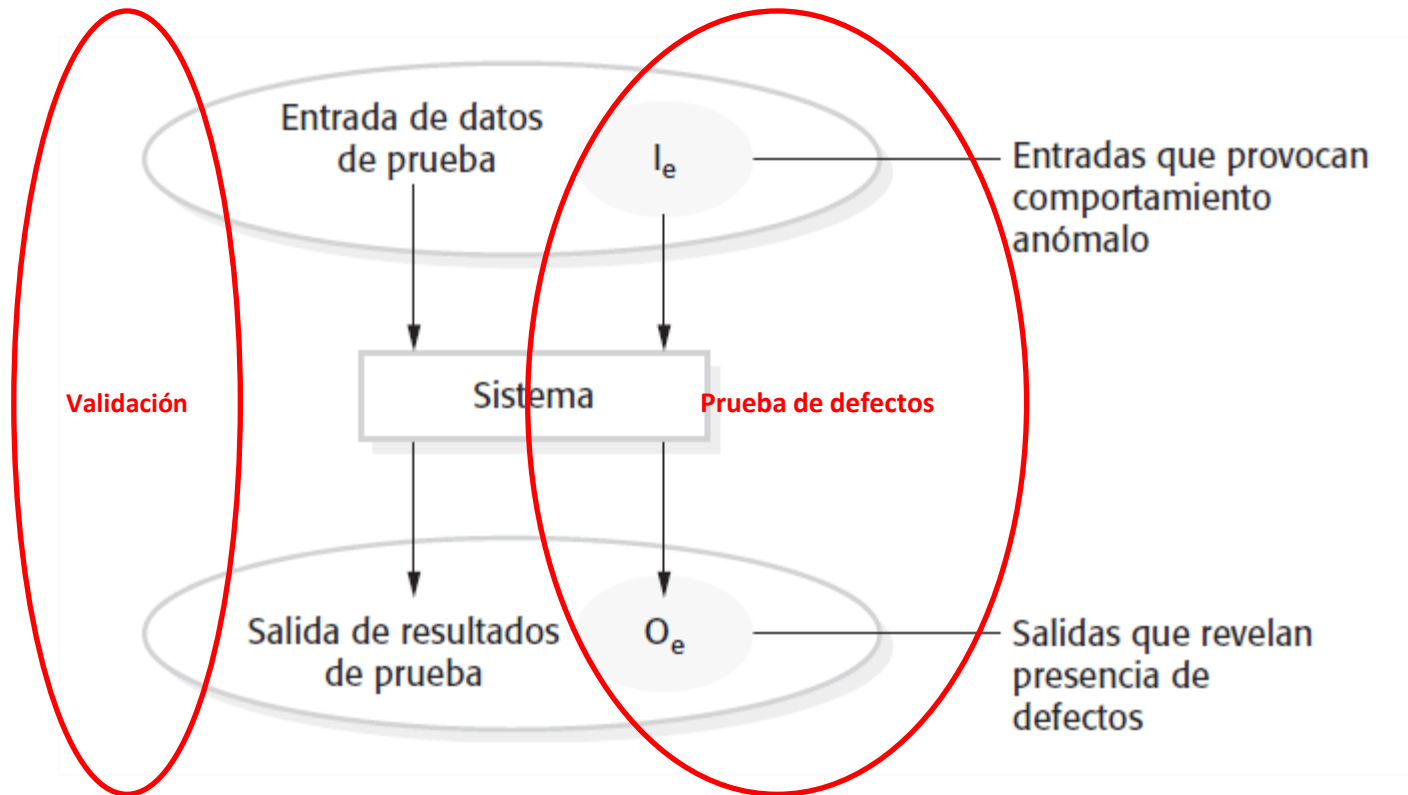 Entrada de datos
de prueba
Iₑ
Entradas que provocan
comportamiento
anómalo
Validación
Sistema
Prueba de defectos
Salida de resultados
de prueba
Oₑ
Salidas que revelan
presencia de
defectos